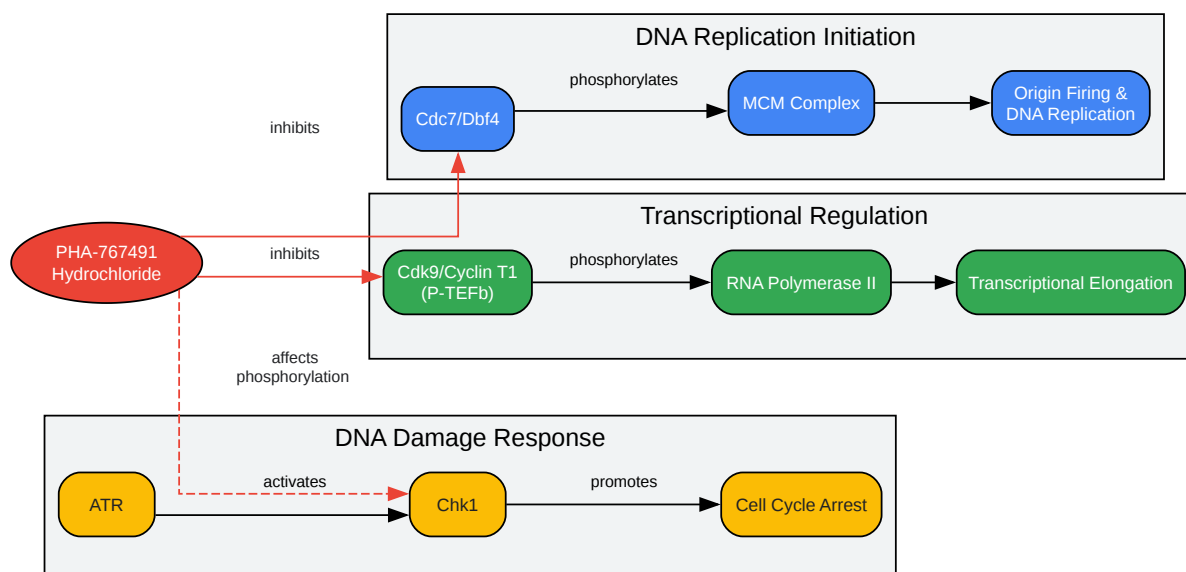 DNA Replication Initiation
phosphorylates
Cdc7/Dbf4
MCM Complex
Origin Firing &
DNA Replication
inhibits
Transcriptional Regulation
PHA-767491
Hydrochloride
inhibits
Cdk9/Cyclin T1
(P-TEFb)
phosphorylates
RNA Polymerase II
Transcriptional Elongation
affects
phosphorylation
DNA Damage Response
ATR
activates
Chk1
promotes
Cell Cycle Arrest